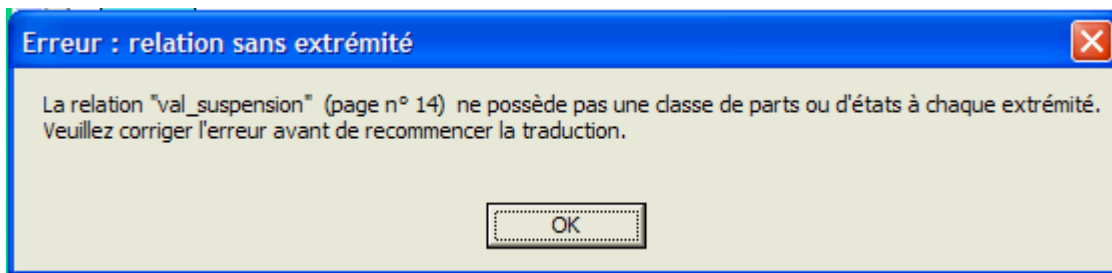 Erreur : relation sans extrémité
La relation "val_suspension" (page n° 14) ne possède pas une classe de parts ou d'états à chaque extrémité.
Veuillez corriger l'erreur avant de recommencer la traduction.
OK